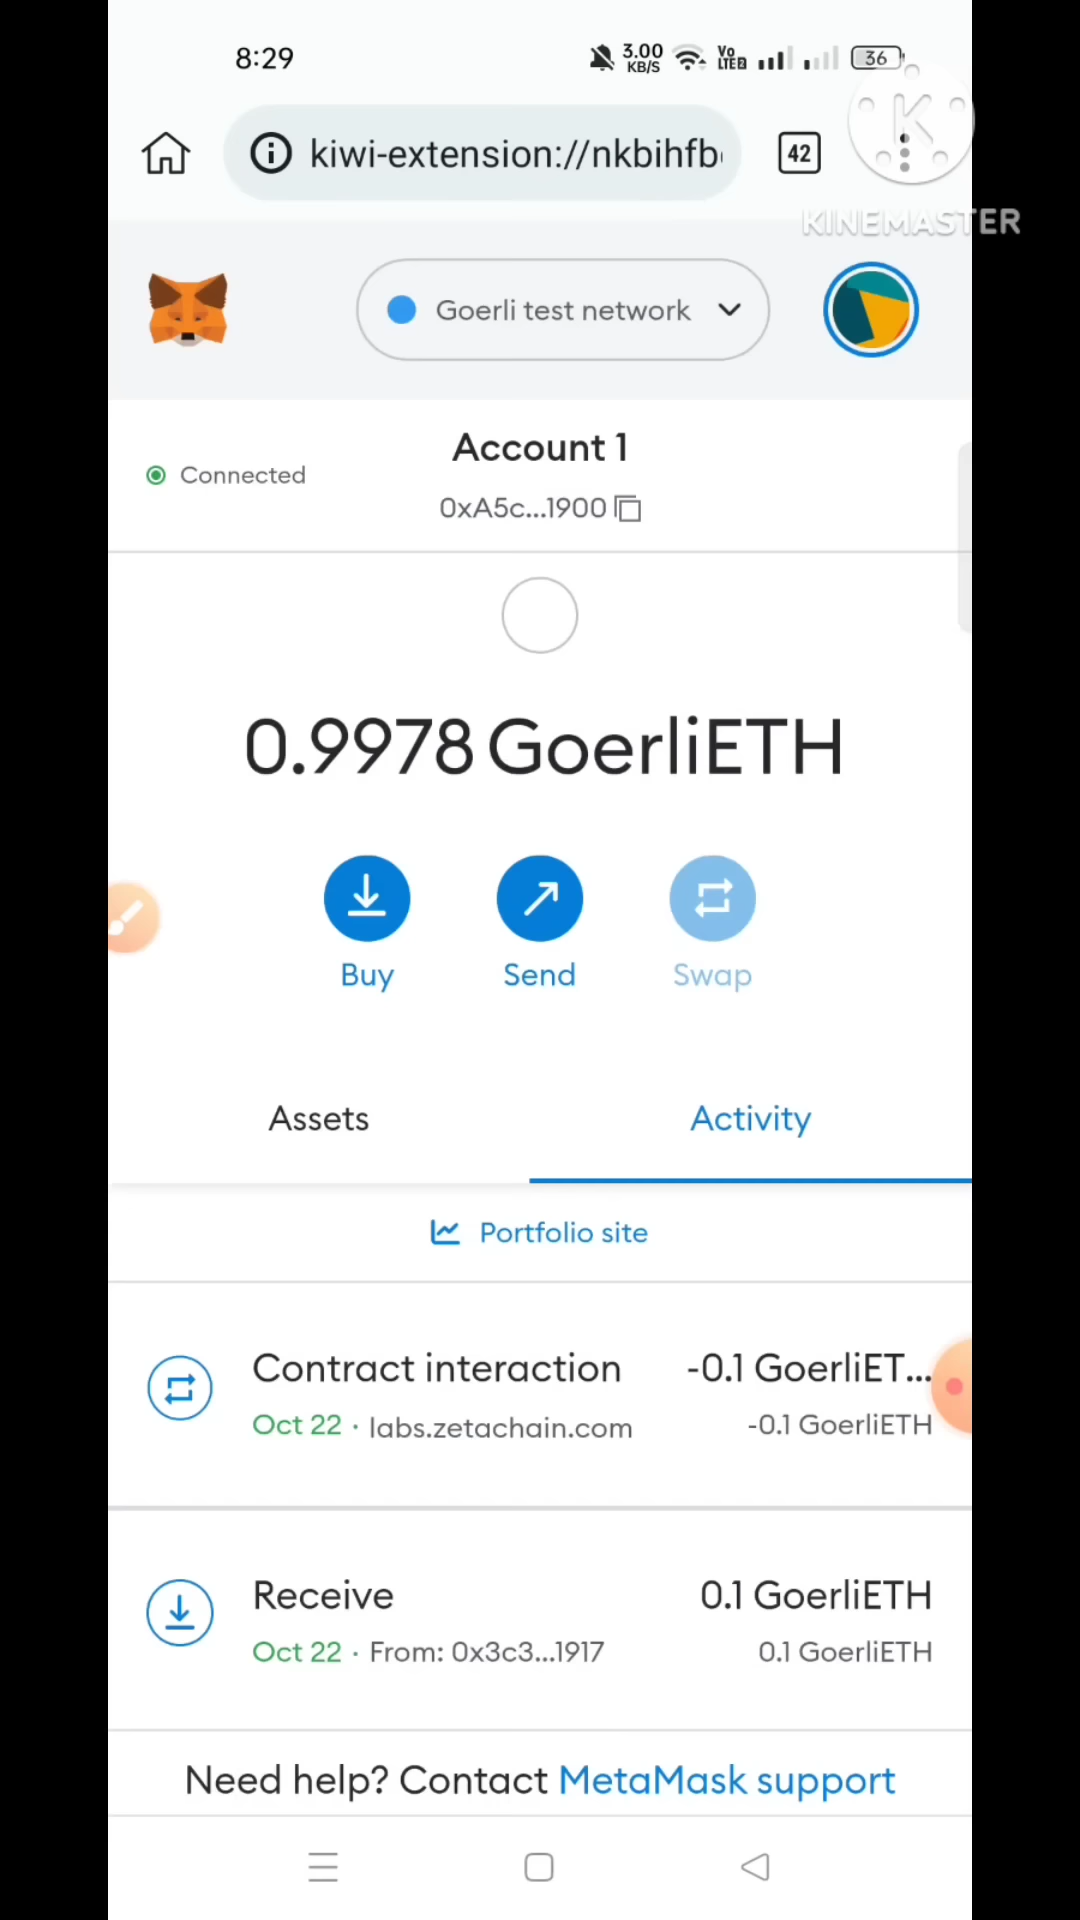 8:29
3.00
KB/S
Vo
LTE2
36
kiwi-extension://nkbihfb
42
K
KINEMASTER
Goerli test network
Account 1
Connected
0xA5c...1900
0.9978 GoerliETH
Buy
Send
Swap
Assets
Activity
Portfolio site
Contract interaction
-0.1 GoerliET...
Oct 22 · labs.zetachain.com
-0.1 GoerliETH
Receive
0.1 GoerliETH
Oct 22 · From: 0x3c3...1917
0.1 GoerliETH
Need help? Contact MetaMask support